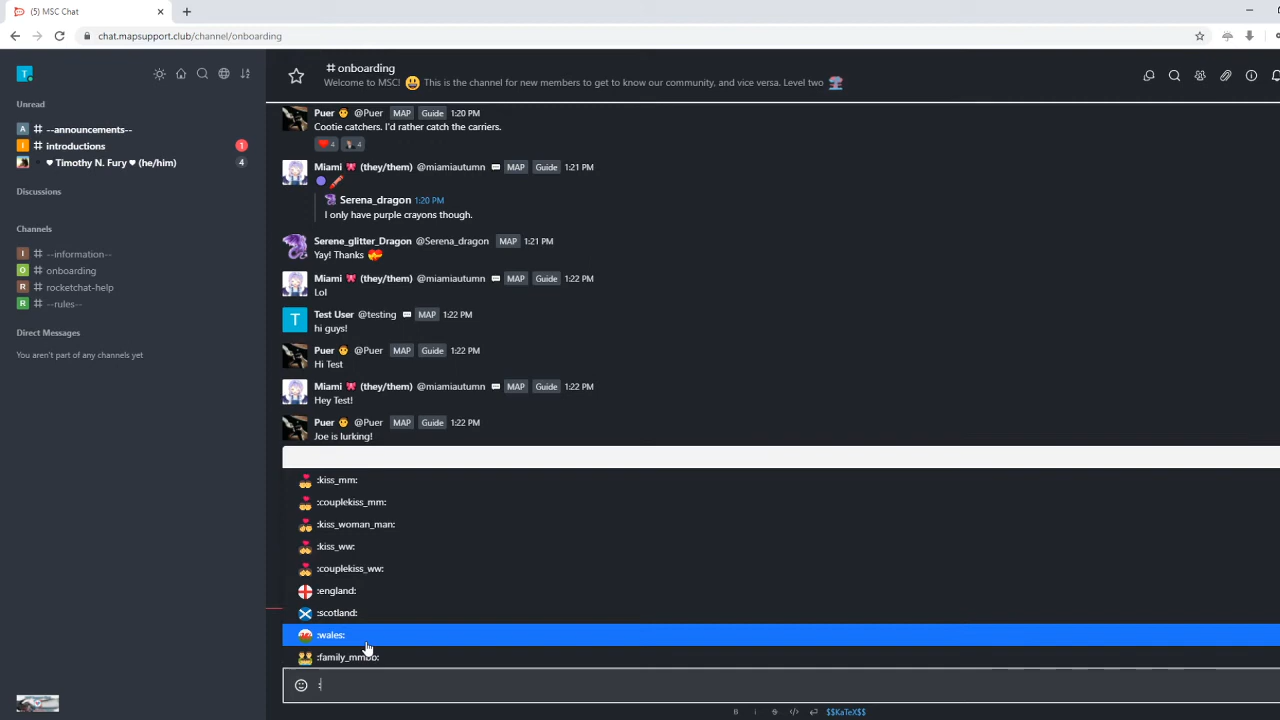 (5) MSC Chat
chat.mapsupport.club/channel/onboarding
T
Unread
A # --announcements--
I # introductions 1
♥ Timothy N. Fury ♥ (he/him) 4
Discussions
Channels
I # --information--
O # onboarding
R # rocketchat-help
R # --rules--
Direct Messages
You aren't part of any channels yet
# onboarding
Welcome to MSC! 😃 This is the channel for new members to get to know our community, and vice versa. Level two
Puer @Puer MAP Guide 1:20 PM
Cootie catchers. I'd rather catch the carriers.
4 4
Miami (they/them) @miamiautumn MAP Guide 1:21 PM
Serena_dragon 1:20 PM
I only have purple crayons though.
Serene_glitter_Dragon @Serena_dragon MAP 1:21 PM
Yay! Thanks 💝
Miami (they/them) @miamiautumn MAP Guide 1:22 PM
Lol
T Test User @testing MAP 1:22 PM
hi guys!
Puer @Puer MAP Guide 1:22 PM
Hi Test
Miami (they/them) @miamiautumn MAP Guide 1:22 PM
Hey Test!
Puer @Puer MAP Guide 1:22 PM
Joe is lurking!
:kiss_mm:
:couplekiss_mm:
:kiss_woman_man:
:kiss_ww:
:couplekiss_ww:
:england:
:scotland:
:wales:
:family_mmbb:
:
B i S </> $$KaTeX$$